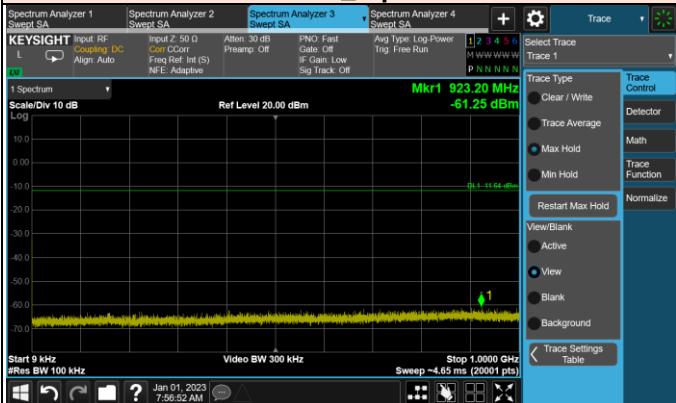 Spectrum Analyzer 1
Swept SA
Spectrum Analyzer 2
Swept SA
Spectrum Analyzer 3
Swept SA
Spectrum Analyzer 4
Swept SA
+
Trace
KEYSIGHT
L
LV
Input: RF
Coupling: DC
Align: Auto
Input Z: 50 Ω
Corr CCorr
Freq Ref: Int (S)
NFE: Adaptive
Atten: 30 dB
Preamp: Off
PNO: Fast
Gate: Off
IF Gain: Low
Sig Track: Off
Avg Type: Log-Power
Trig: Free Run
1 2 3 4 5 6
M W W W W W
P N N N N N
Select Trace
Trace 1
1 Spectrum
Mkr1 923.20 MHz
Scale/Div 10 dB
Ref Level 20.00 dBm
-61.25 dBm
Log
10.0
0.00
-10.0
DL1 -11.64 dBm
-20.0
-30.0
-40.0
-50.0
-60.0
1
-70.0
Start 9 kHz
Video BW 300 kHz
Stop 1.0000 GHz
#Res BW 100 kHz
Sweep ~4.65 ms (20001 pts)
Trace Type
Clear / Write
Trace Average
Max Hold
Min Hold
Restart Max Hold
View/Blank
Active
View
Blank
Background
Trace Settings
Table
Trace
Control
Detector
Math
Trace
Function
Normalize
?
Jan 01, 2023
7:56:52 AM